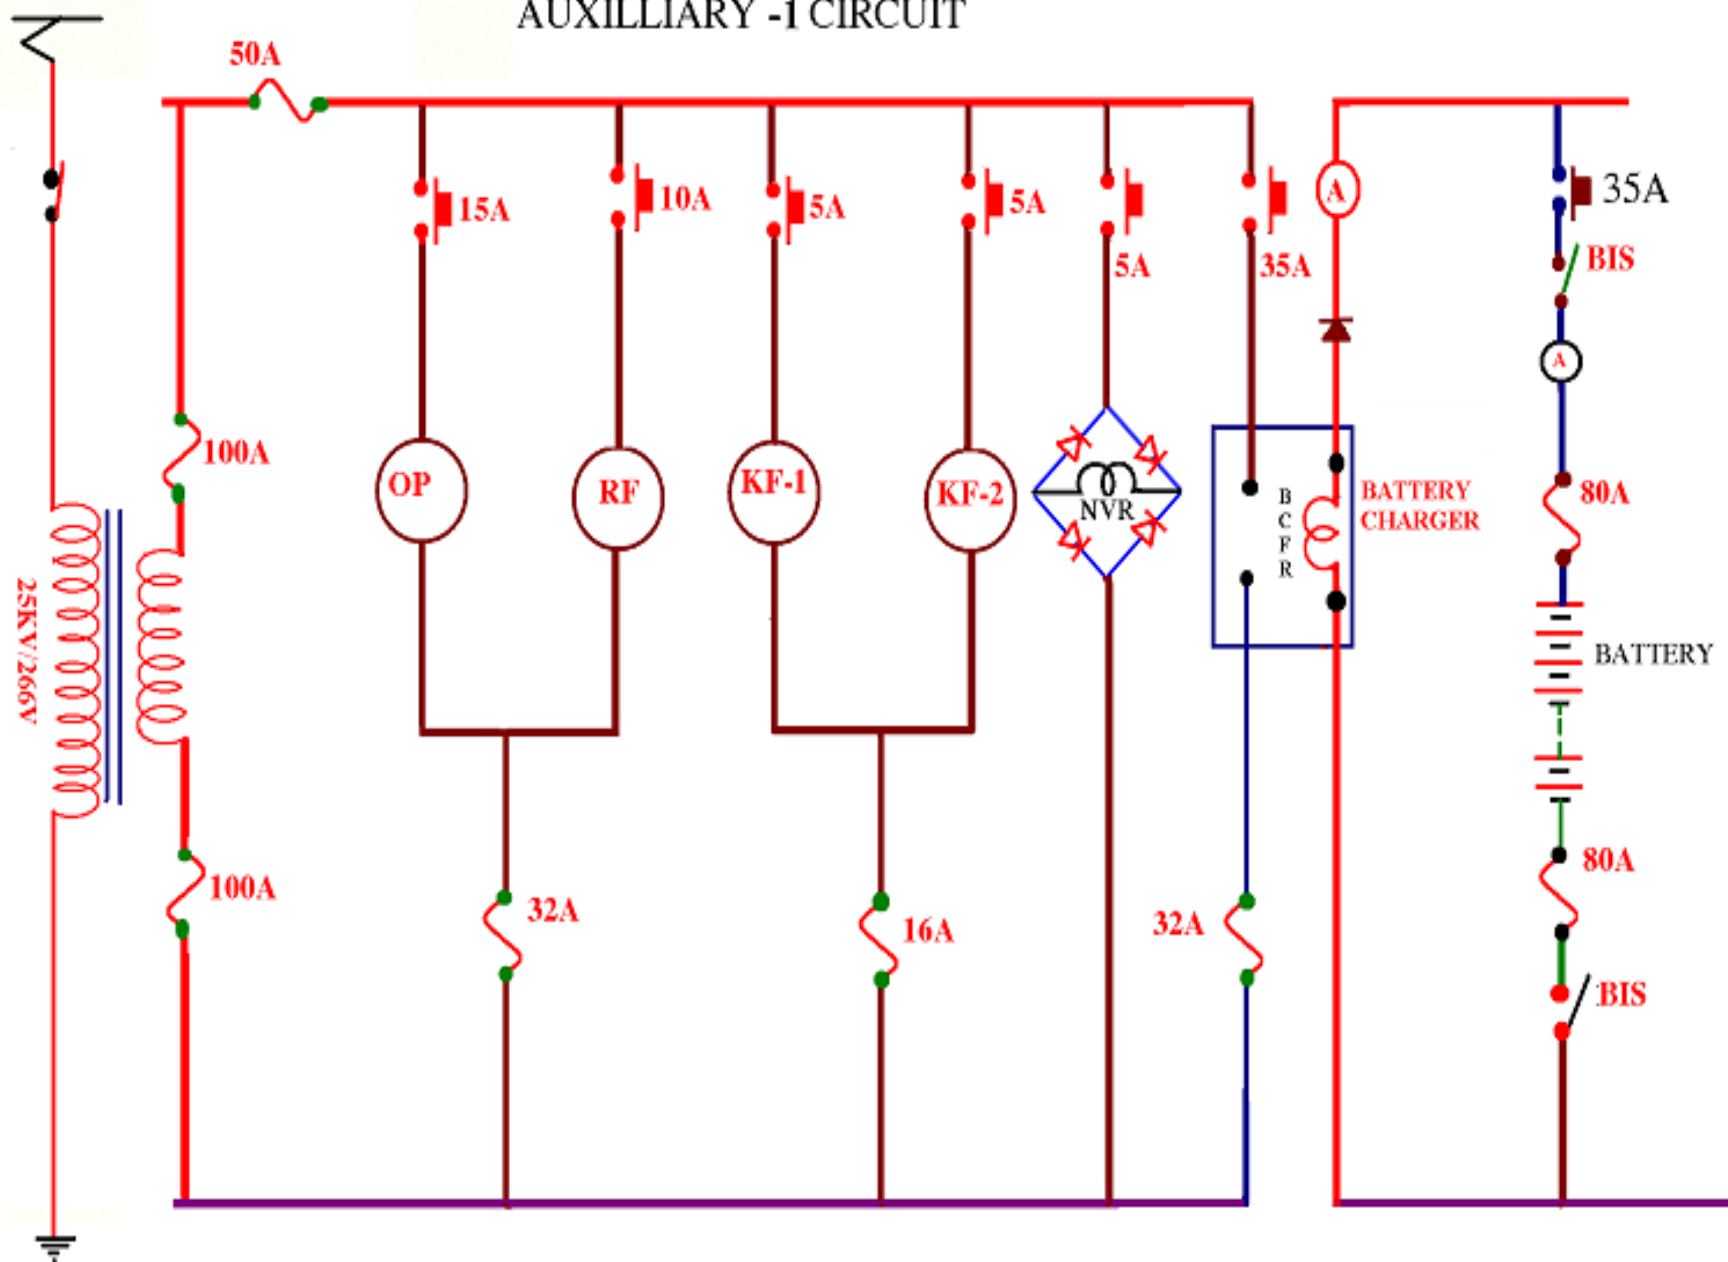 AUXILLIARY -1 CIRCUIT
50A
15A
10A
5A
5A
5A
35A
A
35A
BIS
A
100A
OP
RF
KF-1
KF-2
NVR
B
C
F
R
BATTERY
CHARGER
80A
25KV/266V
BATTERY
100A
32A
16A
32A
80A
BIS